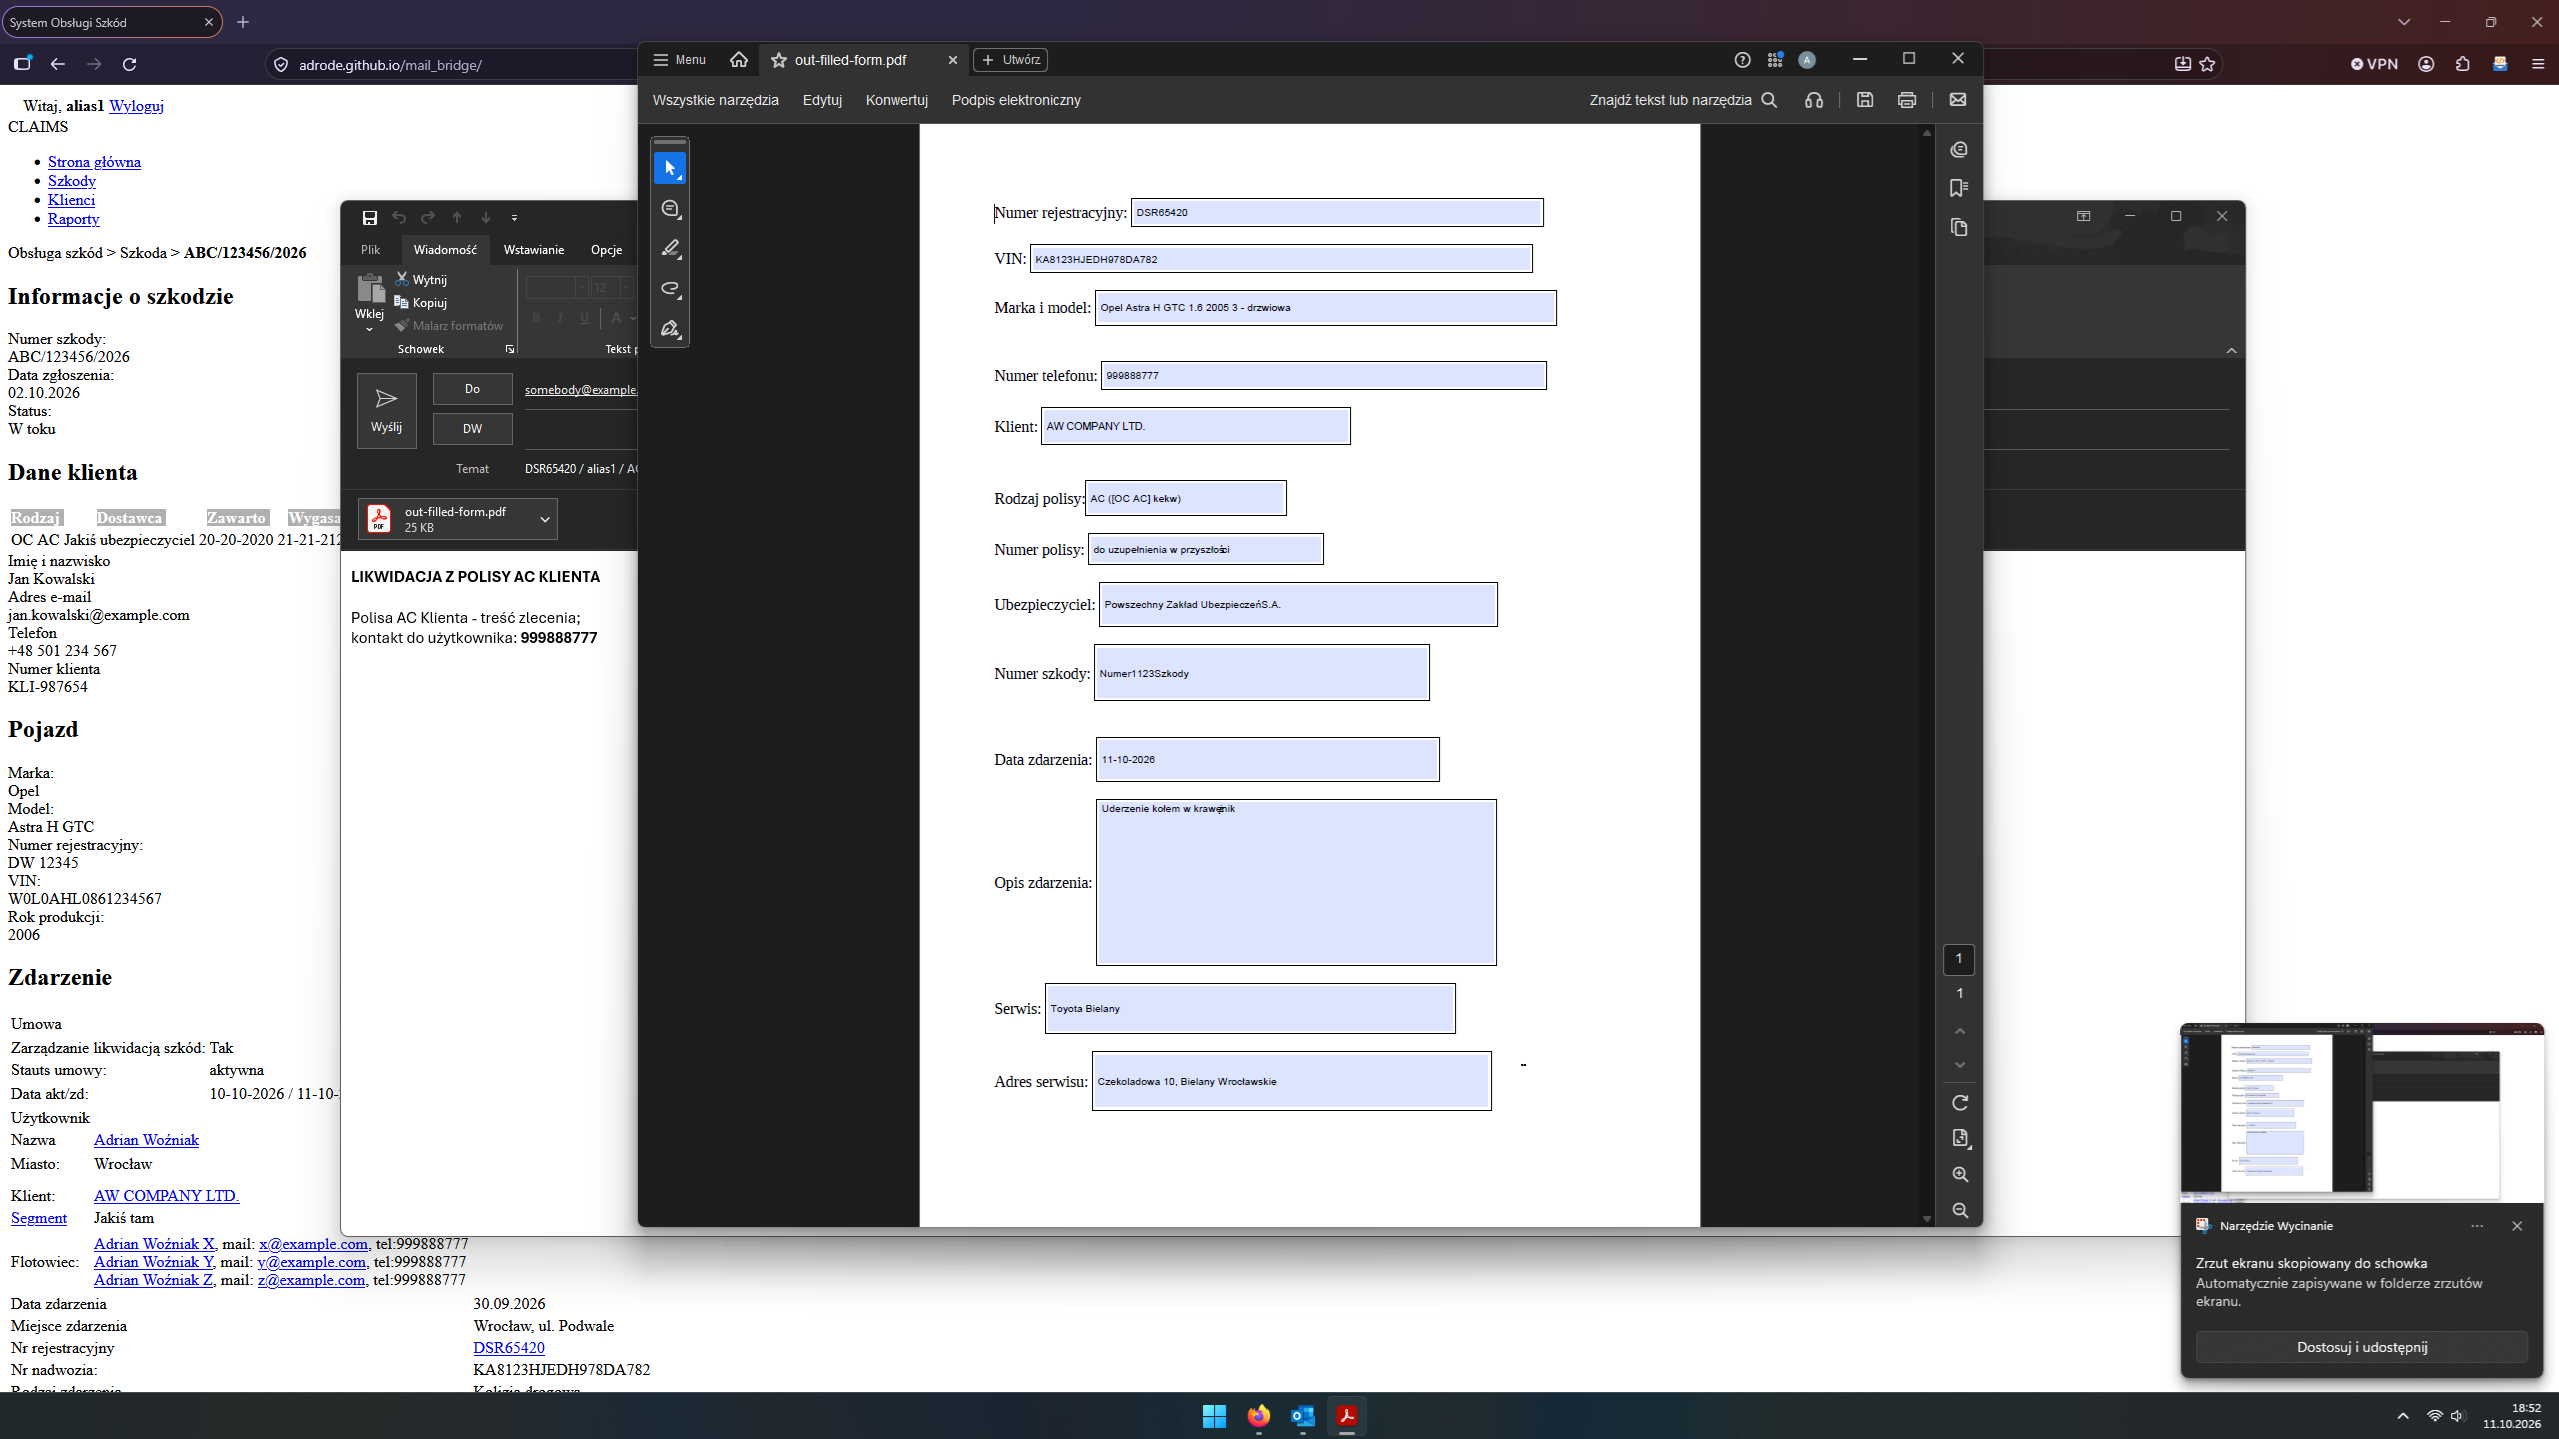 System Obsługi Szkód
adrode.github.io/mail_bridge/
VPN
Witaj, alias1 Wyloguj
CLAIMS
Strona główna
Szkody
Klienci
Raporty
Obsługa szkód > Szkoda > ABC/123456/2026
Informacje o szkodzie
Numer szkody:
ABC/123456/2026
Data zgłoszenia:
02.10.2026
Status:
W toku
Dane klienta
Rodzaj Dostawca Zawarto Wygasa
OC AC Jakiś ubezpieczyciel 20-20-2020 21-21-212
Imię i nazwisko
Jan Kowalski
Adres e-mail
jan.kowalski@example.com
Telefon
+48 501 234 567
Numer klienta
KLI-987654
Pojazd
Marka:
Opel
Model:
Astra H GTC
Numer rejestracyjny:
DW 12345
VIN:
W0L0AHL0861234567
Rok produkcji:
2006
Zdarzenie
Umowa
Zarządzanie likwidacją szkód: Tak
Stauts umowy: aktywna
Data akt/zd: 10-10-2026 / 11-10-
Użytkownik
Nazwa Adrian Woźniak
Miasto: Wrocław
Klient: AW COMPANY LTD.
Segment Jakiś tam
Flotowiec:
Adrian Woźniak X, mail: x@example.com, tel:999888777
Adrian Woźniak Y, mail: y@example.com, tel:999888777
Adrian Woźniak Z, mail: z@example.com, tel:999888777
Data zdarzenia 30.09.2026
Miejsce zdarzenia Wrocław, ul. Podwale
Nr rejestracyjny DSR65420
Nr nadwozia: KA8123HJEDH978DA782
Rodzaj zdarzenia Kolizja drogowa
Plik Wiadomość Wstawianie Opcje
Wklej
Wytnij
Kopiuj
Malarz formatów
Schowek
12
B I U A
Tekst p
Wyślij
Do somebody@example.
DW
Temat DSR65420 / alias1 / AC
out-filled-form.pdf
25 KB
LIKWIDACJA Z POLISY AC KLIENTA
Polisa AC Klienta - treść zlecenia;
kontakt do użytkownika: 999888777
Menu
out-filled-form.pdf
Utwórz
A
Wszystkie narzędzia Edytuj Konwertuj Podpis elektroniczny
Znajdź tekst lub narzędzia
Numer rejestracyjny: DSR65420
VIN: KA8123HJEDH978DA782
Marka i model: Opel Astra H GTC 1.6 2005 3 - drzwiowa
Numer telefonu: 999888777
Klient: AW COMPANY LTD.
Rodzaj polisy: AC ([OC AC] kekw)
Numer polisy: do uzupełnienia w przyszłości
Ubezpieczyciel: Powszechny Zakład UbezpieczeńS.A.
Numer szkody: Numer1123Szkody
Data zdarzenia: 11-10-2026
Opis zdarzenia: Uderzenie kołem w krawężnik
Serwis: Toyota Bielany
Adres serwisu: Czekoladowa 10, Bielany Wrocławskie
1
1
Narzędzie Wycinanie
Zrzut ekranu skopiowany do schowka
Automatycznie zapisywane w folderze zrzutów
ekranu.
Dostosuj i udostępnij
18:52
11.10.2026